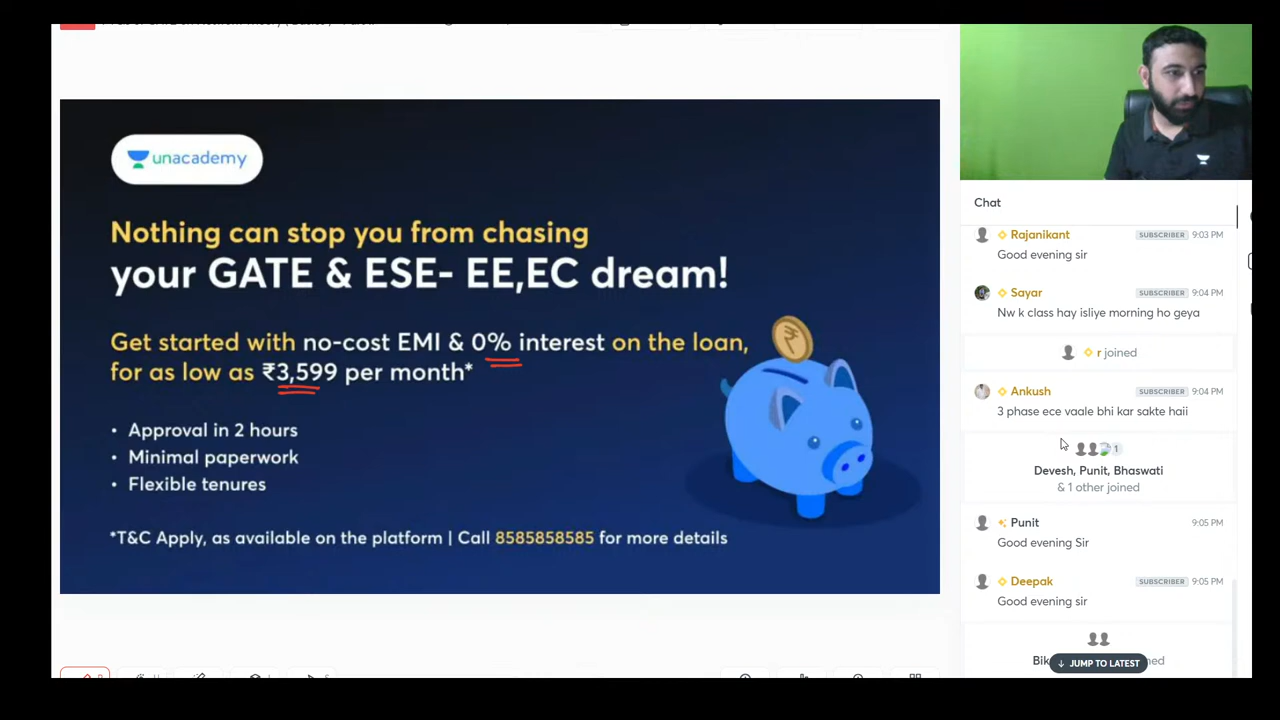 unacademy
Nothing can stop you from chasing
your GATE & ESE- EE,EC dream!
Get started with no-cost EMI & 0% interest on the loan,
for as low as ₹3,599 per month*
• Approval in 2 hours
• Minimal paperwork
• Flexible tenures
*T&C Apply, as available on the platform | Call 8585858585 for more details
Chat
Rajanikant SUBSCRIBER 9:03 PM
Good evening sir
Sayar SUBSCRIBER 9:04 PM
Nw k class hay isliye morning ho geya
r joined
Ankush SUBSCRIBER 9:04 PM
3 phase ece vaale bhi kar sakte haii
1
Devesh, Punit, Bhaswati
& 1 other joined
Punit 9:05 PM
Good evening Sir
Deepak SUBSCRIBER 9:05 PM
Good evening sir
↓ JUMP TO LATEST